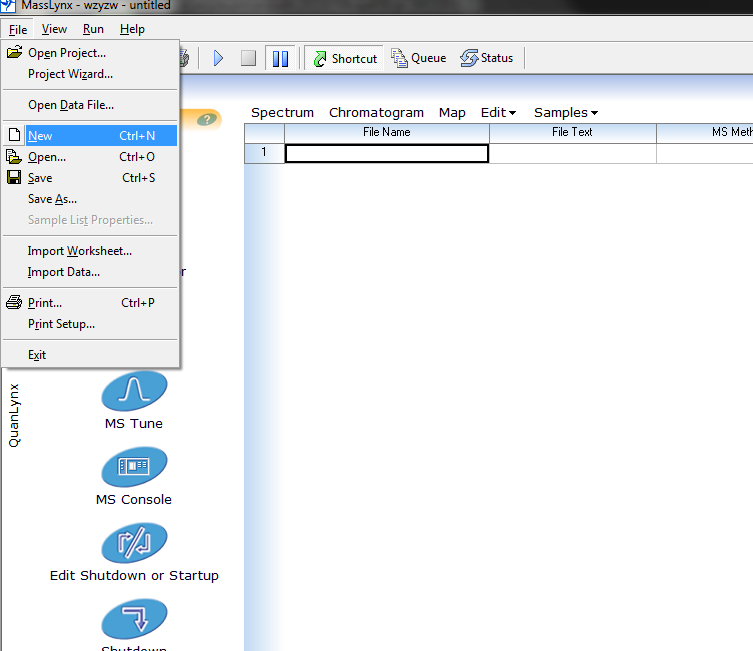 MassLynx - wzyzw - untitled
File View Run Help
Open Project...
Project Wizard...
Open Data File...
New Ctrl+N
Open... Ctrl+O
Save Ctrl+S
Save As...
Sample List Properties...
Import Worksheet...
Import Data...
Print... Ctrl+P
Print Setup...
Exit
Shortcut Queue Status
?
Spectrum Chromatogram Map Edit Samples
File Name File Text MS Meth
1
r
QuanLynx
MS Tune
MS Console
Edit Shutdown or Startup
Shutdown